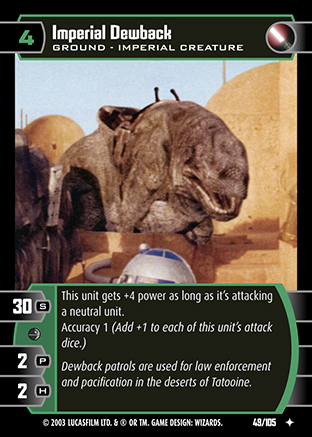 4 Imperial Dewback
GROUND - IMPERIAL CREATURE
30 S
This unit gets +4 power as long as it's attacking
a neutral unit.
Accuracy 1 (Add +1 to each of this unit's attack
dice.)
2 P
2 H
Dewback patrols are used for law enforcement
and pacification in the deserts of Tatooine.
© 2003 LUCASFILM LTD. & ® OR TM. GAME DESIGN: WIZARDS. 49/105